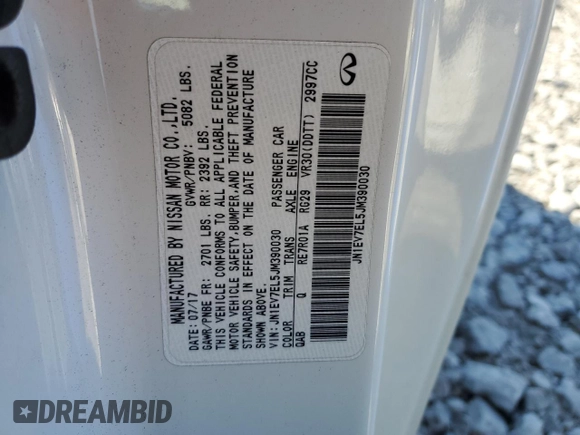 MANUFACTURED BY NISSAN MOTOR CO.,LTD.
DATE: 07/17 GVWR/PNBV: 5082 LBS.
GAWR/PNBE FR: 2701 LBS. RR: 2392 LBS.
THIS VEHICLE CONFORMS TO ALL APPLICABLE FEDERAL
MOTOR VEHICLE SAFETY,BUMPER,AND THEFT PREVENTION
STANDARDS IN EFFECT ON THE DATE OF MANUFACTURE
SHOWN ABOVE.
VIN: JN1EV7EL5JM390030 PASSENGER CAR
COLOR TRIM TRANS AXLE ENGINE
QAB Q RE7R01A RG29 VR30(DDTT) 2997CC
JN1EV7EL5JM390030
DREAMBID